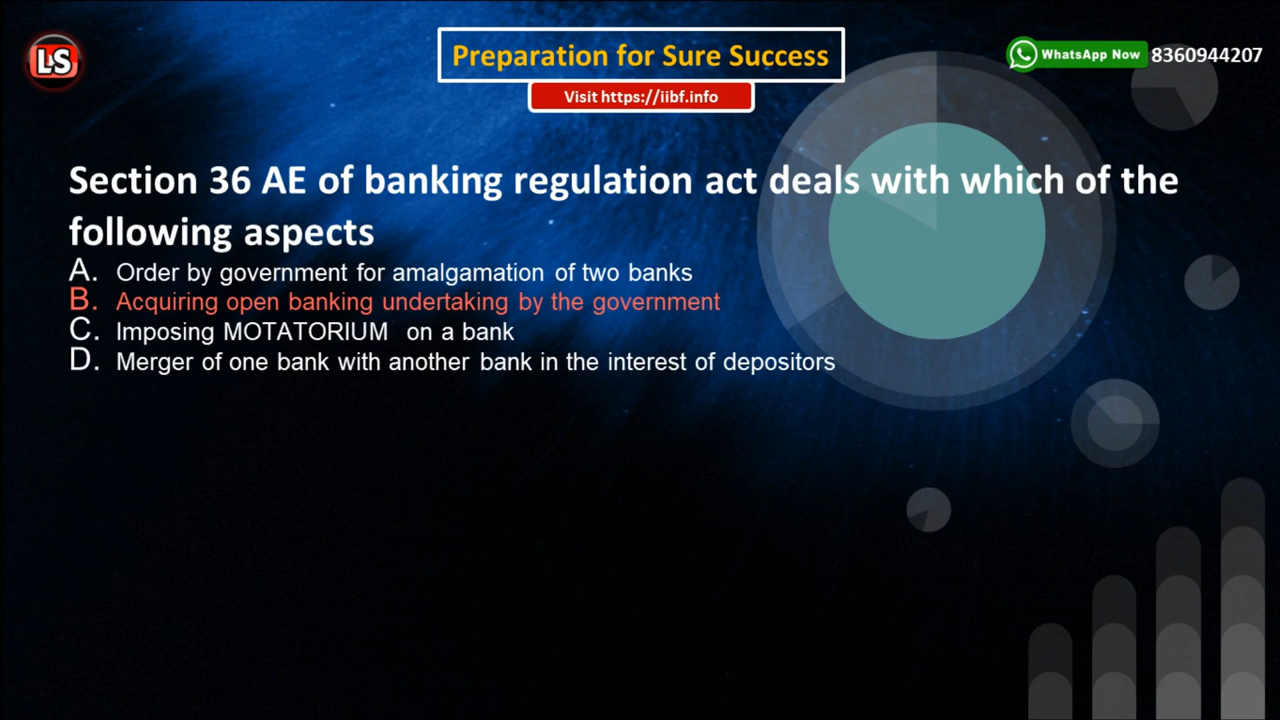 LS
Preparation for Sure Success
WhatsApp Now 8360944207
Visit https://iibf.info
Section 36 AE of banking regulation act deals with which of the
following aspects
A. Order by government for amalgamation of two banks
B. Acquiring open banking undertaking by the government
C. Imposing MOTATORIUM on a bank
D. Merger of one bank with another bank in the interest of depositors